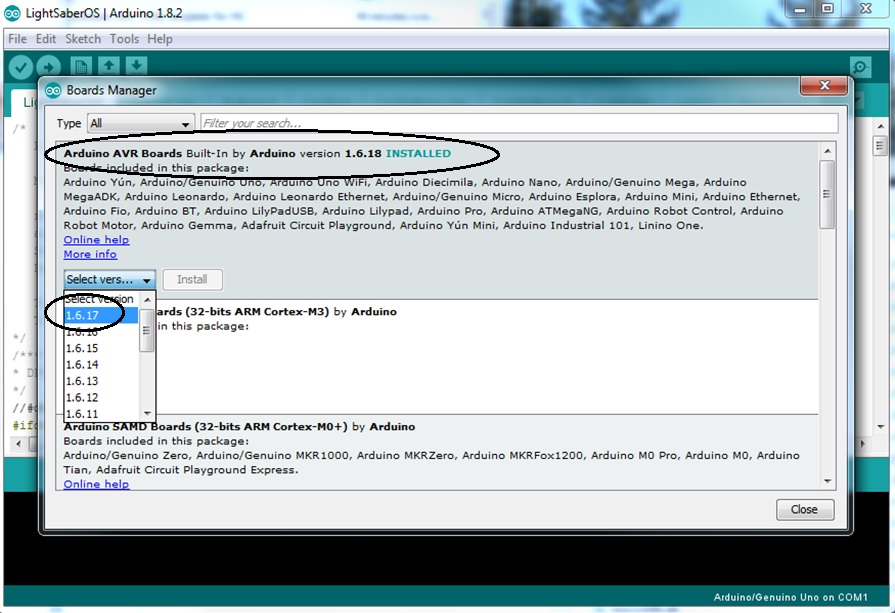 LightSaberOS | Arduino 1.8.2
File Edit Sketch Tools Help
Boards Manager
Type All Filter your search...
Arduino AVR Boards Built-In by Arduino version 1.6.18 INSTALLED
Boards included in this package:
Arduino Yún, Arduino/Genuino Uno, Arduino Uno WiFi, Arduino Diecimila, Arduino Nano, Arduino/Genuino Mega, Arduino
MegaADK, Arduino Leonardo, Arduino Leonardo Ethernet, Arduino/Genuino Micro, Arduino Esplora, Arduino Mini, Arduino Ethernet,
Arduino Fio, Arduino BT, Arduino LilyPadUSB, Arduino Lilypad, Arduino Pro, Arduino ATMegaNG, Arduino Robot Control, Arduino
Robot Motor, Arduino Gemma, Adafruit Circuit Playground, Arduino Yún Mini, Arduino Industrial 101, Linino One.
Online help
More info
Select vers... Install
Select version
1.6.17
1.6.16
1.6.15
1.6.14
1.6.13
1.6.12
1.6.11
ards (32-bits ARM Cortex-M3) by Arduino
in this package:
Arduino SAMD Boards (32-bits ARM Cortex-M0+) by Arduino
Boards included in this package:
Arduino/Genuino Zero, Arduino/Genuino MKR1000, Arduino MKRZero, Arduino MKRFox1200, Arduino M0 Pro, Arduino M0, Arduino
Tian, Adafruit Circuit Playground Express.
Online help
Close
/*
*/
/**
* D
*/
//#
#if
Arduino/Genuino Uno on COM1